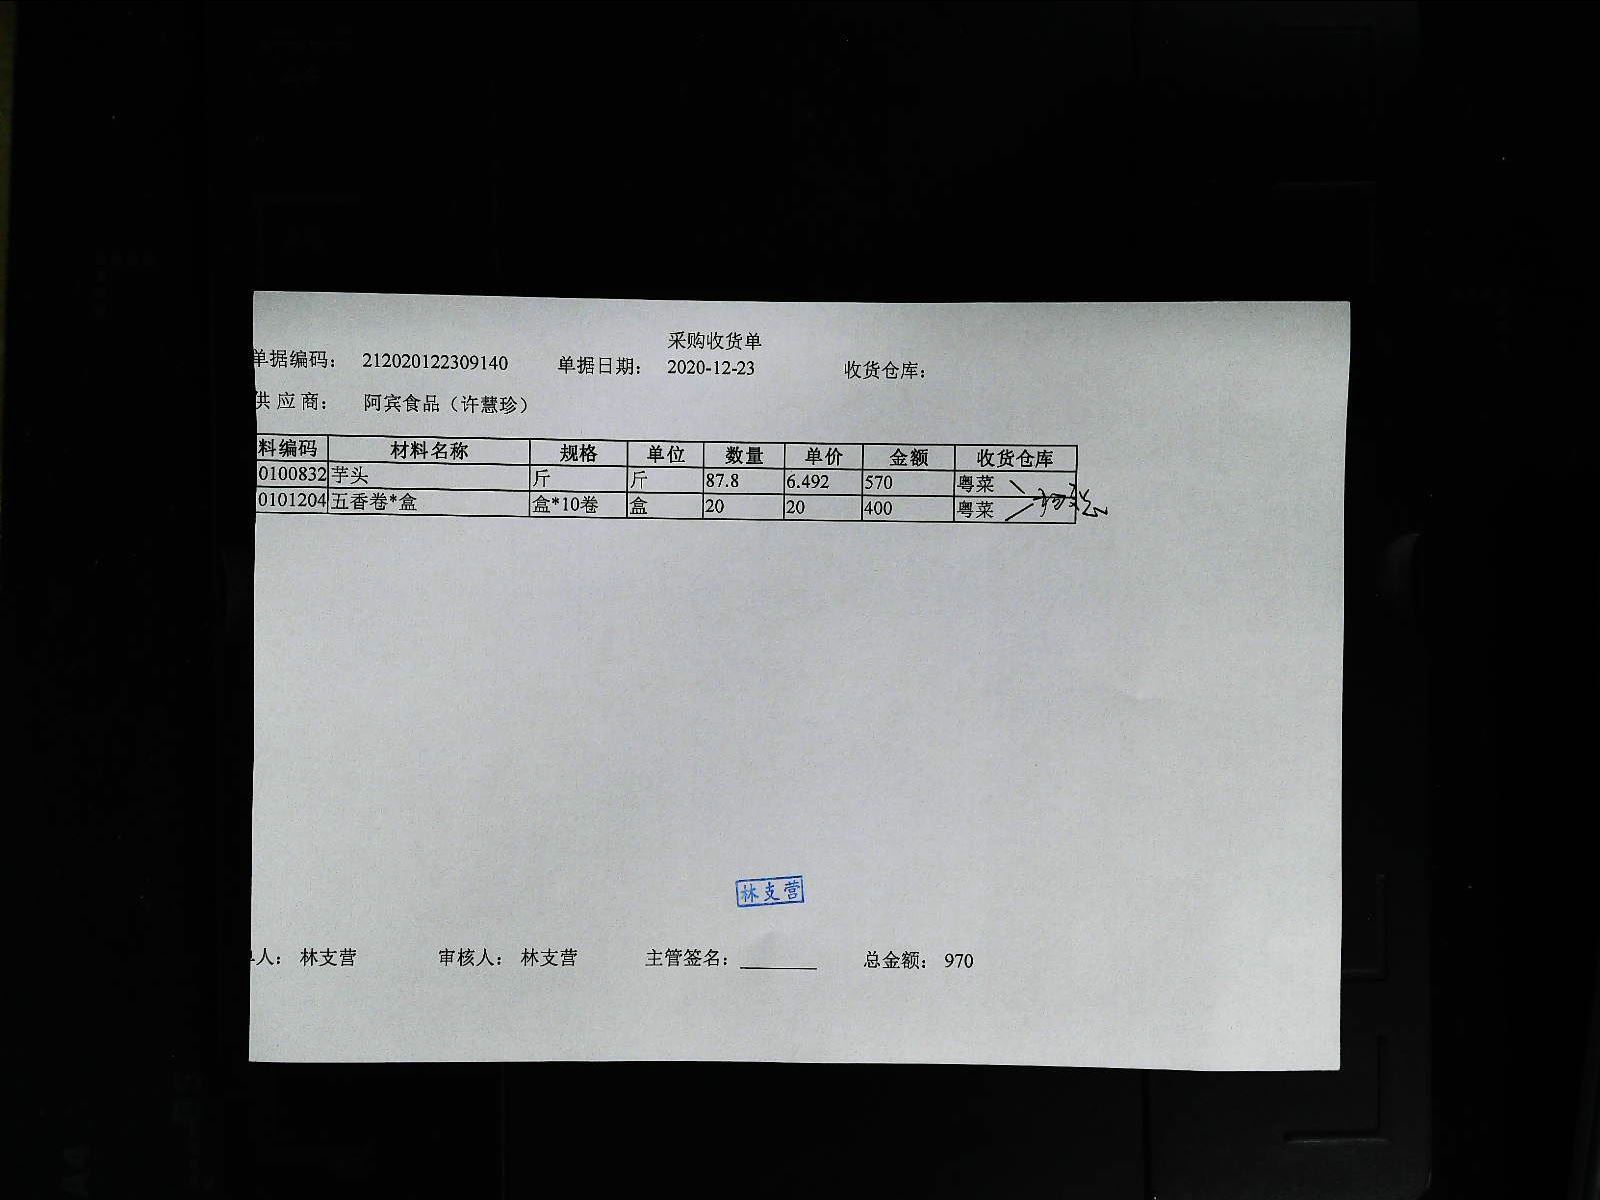 采购收货单
单据编码： 212020122309140 单据日期： 2020-12-23 收货仓库：
供应商： 阿宾食品（许慧珍）
料编码 材料名称 规格 单位 数量 单价 金额 收货仓库
0100832 芋头 斤 斤 87.8 6.492 570 粤菜
0101204 五香卷*盒 盒*10卷 盒 20 20 400 粤菜
林支营
人： 林支营 审核人： 林支营 主管签名： 总金额： 970